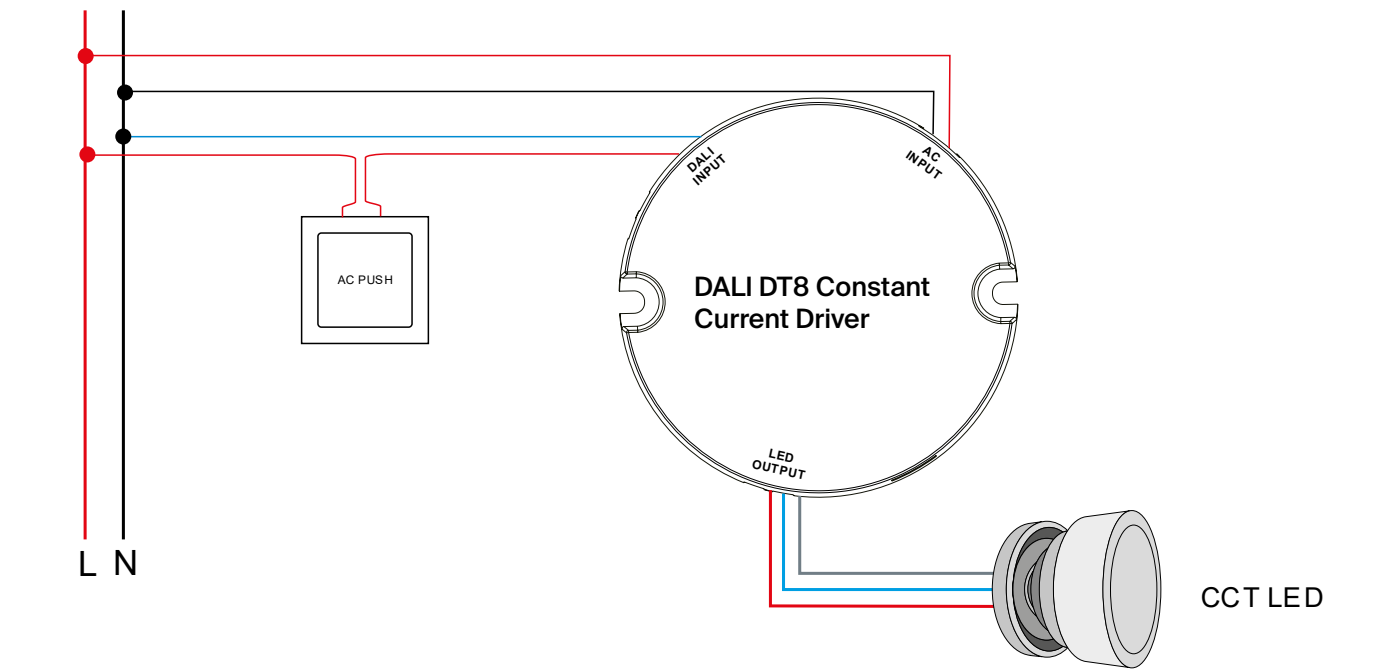 DALI
INPUT
AC
INPUT
AC PUSH
DALI DT8 Constant
Current Driver
LED
OUTPUT
L N
CCT LED